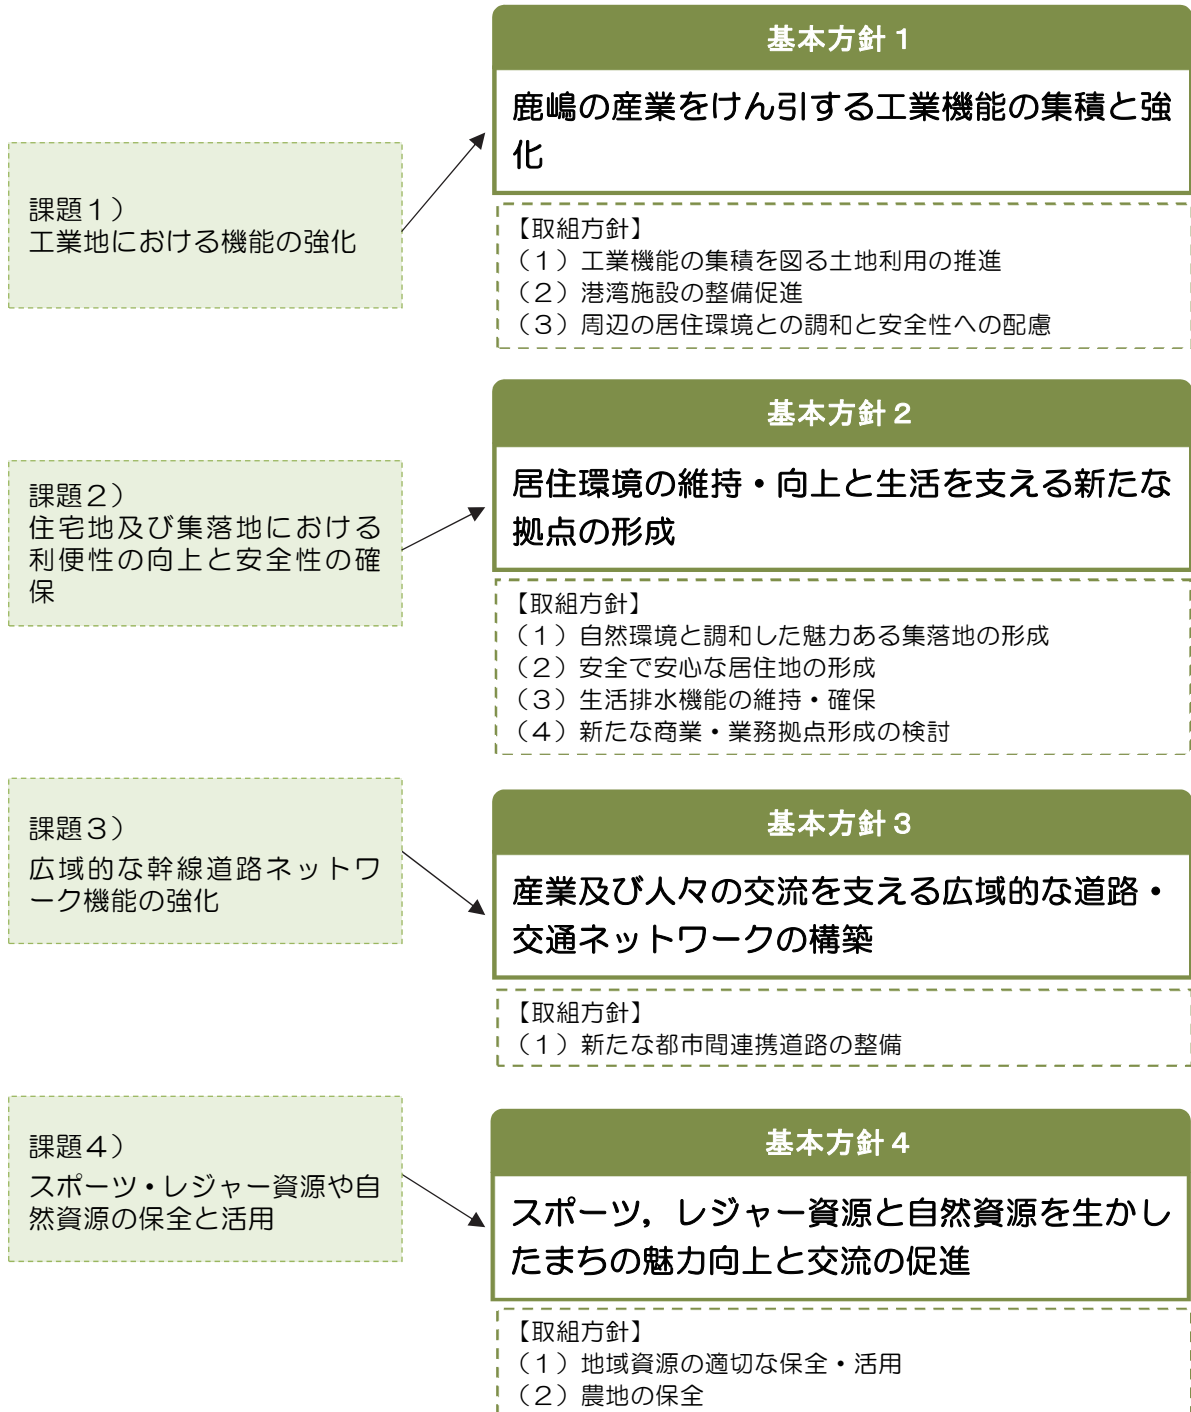 課題１）
工業地における機能の強化
基本方針１
鹿嶋の産業をけん引する工業機能の集積と強
化
【取組方針】
（１）工業機能の集積を図る土地利用の推進
（２）港湾施設の整備促進
（３）周辺の居住環境との調和と安全性への配慮
課題２）
住宅地及び集落地における
利便性の向上と安全性の確
保
基本方針２
居住環境の維持・向上と生活を支える新たな
拠点の形成
【取組方針】
（１）自然環境と調和した魅力ある集落地の形成
（２）安全で安心な居住地の形成
（３）生活排水機能の維持・確保
（４）新たな商業・業務拠点形成の検討
課題３）
広域的な幹線道路ネットワ
ーク機能の強化
基本方針３
産業及び人々の交流を支える広域的な道路・
交通ネットワークの構築
【取組方針】
（１）新たな都市間連携道路の整備
課題４）
スポーツ・レジャー資源や自
然資源の保全と活用
基本方針４
スポーツ，レジャー資源と自然資源を生かし
たまちの魅力向上と交流の促進
【取組方針】
（１）地域資源の適切な保全・活用
（２）農地の保全